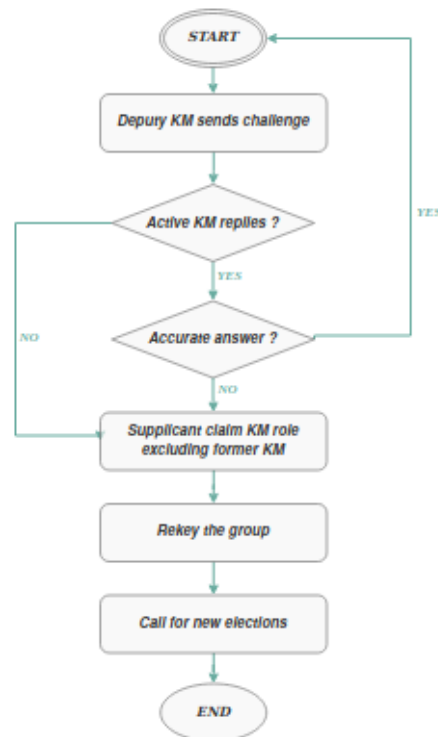 START
Deputy KM sends challenge
Active KM replies ?
YES
YES
Accurate answer ?
NO
NO
Supplicant claim KM role
excluding former KM
Rekey the group
Call for new elections
END